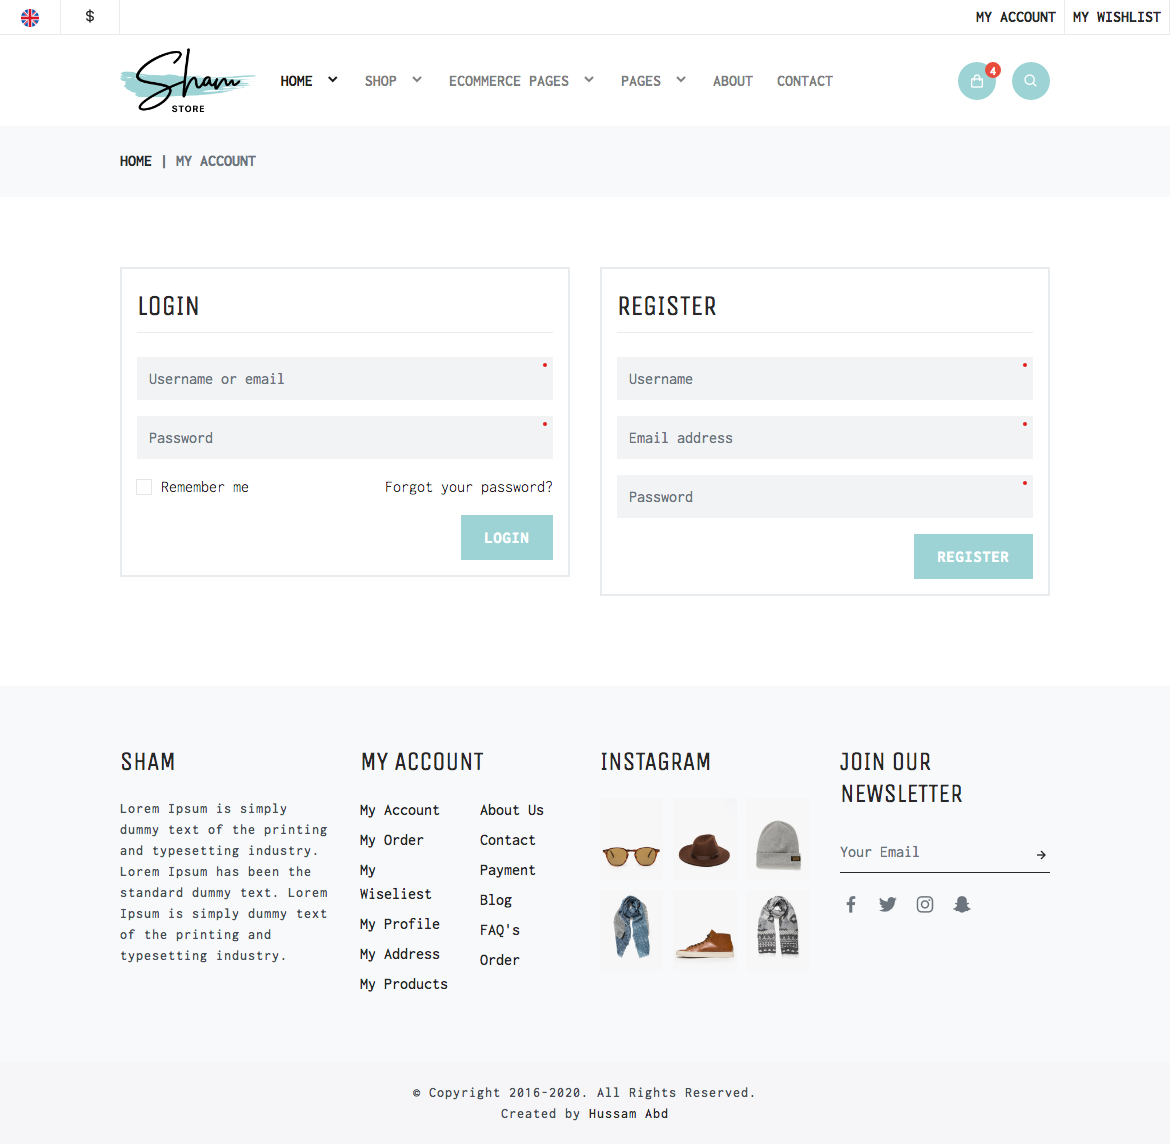 $
MY ACCOUNT
MY WISHLIST
Sham
STORE
HOME
SHOP
ECOMMERCE PAGES
PAGES
ABOUT
CONTACT
4
HOME | MY ACCOUNT
LOGIN
Username or email
Password
Remember me
Forgot your password?
LOGIN
REGISTER
Username
Email address
Password
REGISTER
SHAM
Lorem Ipsum is simply
dummy text of the printing
and typesetting industry.
Lorem Ipsum has been the
standard dummy text. Lorem
Ipsum is simply dummy text
of the printing and
typesetting industry.
MY ACCOUNT
My Account
My Order
My
Wiseliest
My Profile
My Address
My Products
About Us
Contact
Payment
Blog
FAQ's
Order
INSTAGRAM
JOIN OUR
NEWSLETTER
Your Email
© Copyright 2016-2020. All Rights Reserved.
Created by Hussam Abd